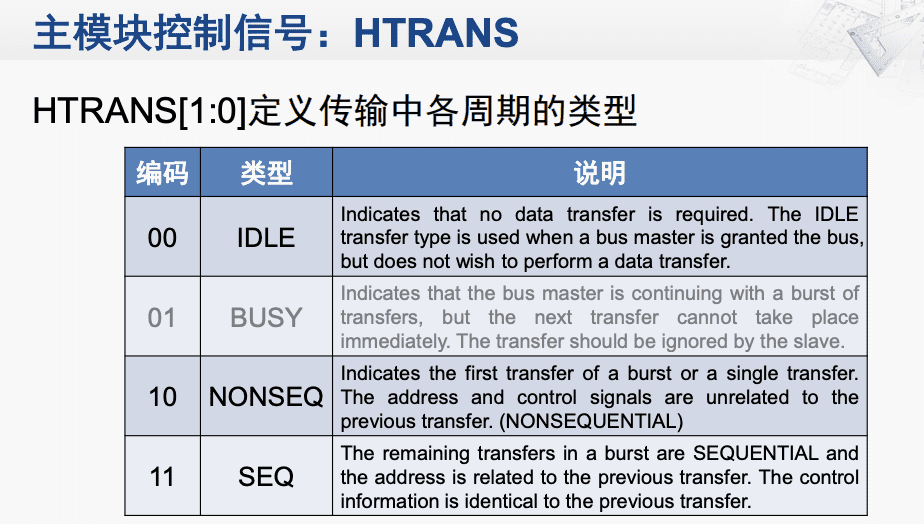 主模块控制信号：HTRANS
HTRANS[1:0]定义传输中各周期的类型
编码 类型 说明
00 IDLE
Indicates that no data transfer is required. The IDLE
transfer type is used when a bus master is granted the bus,
but does not wish to perform a data transfer.
01 BUSY
Indicates that the bus master is continuing with a burst of
transfers, but the next transfer cannot take place
immediately. The transfer should be ignored by the slave.
10 NONSEQ
Indicates the first transfer of a burst or a single transfer.
The address and control signals are unrelated to the
previous transfer. (NONSEQUENTIAL)
11 SEQ
The remaining transfers in a burst are SEQUENTIAL and
the address is related to the previous transfer. The control
information is identical to the previous transfer.